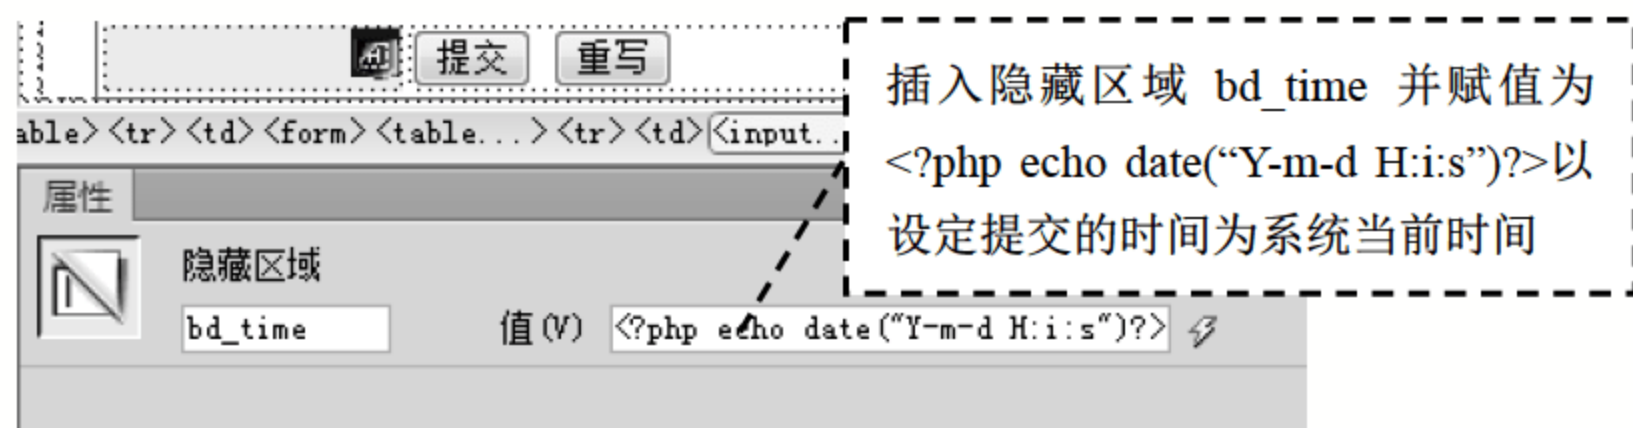 提交 重写
插入隐藏区域 bd_time 并赋值为
<?php echo date(“Y-m-d H:i:s”)?>以
设定提交的时间为系统当前时间
able><tr><td><form><table...><tr><td><input..
属性
隐藏区域
bd_time 值(V) <?php echo date("Y-m-d H:i:s")?>